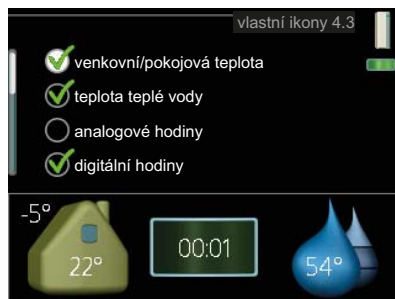 vlastní ikony 4.3
venkovní/pokojová teplota
teplota teplé vody
analogové hodiny
digitální hodiny
-5°
22°
00:01
54°